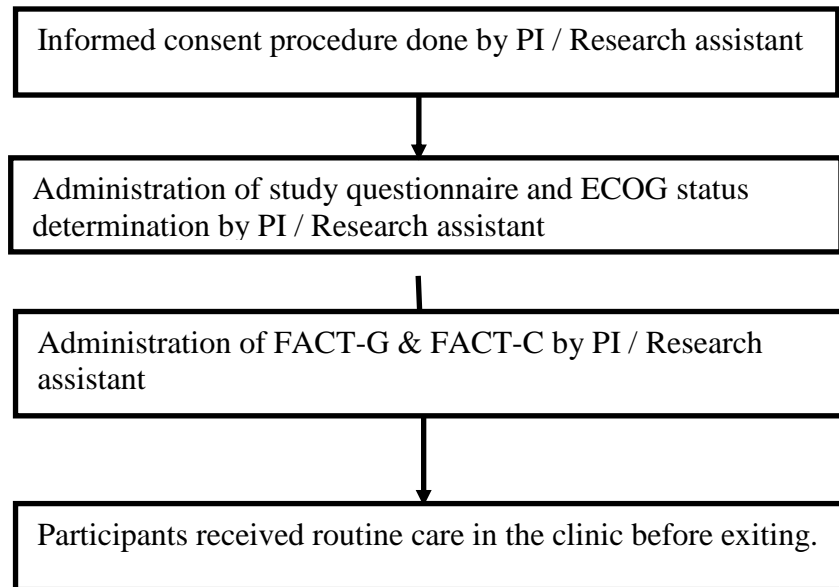 Informed consent procedure done by PI / Research assistant
Administration of study questionnaire and ECOG status
determination by PI / Research assistant
Administration of FACT-G & FACT-C by PI / Research
assistant
Participants received routine care in the clinic before exiting.